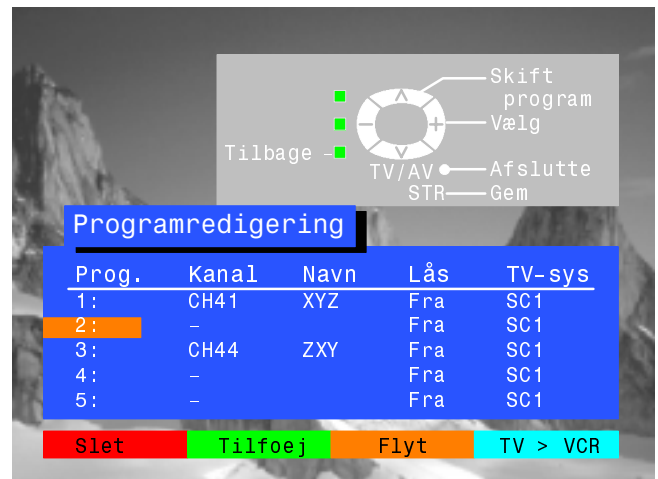 Skift
program
Vælg
Tilbage
TV/AV
Afslutte
STR
Gem
Programredigering
Prog. Kanal Navn Lås TV-sys
1: CH41 XYZ Fra SC1
2: – Fra SC1
3: CH44 ZXY Fra SC1
4: – Fra SC1
5: – Fra SC1
Slet Tilfoej Flyt TV > VCR